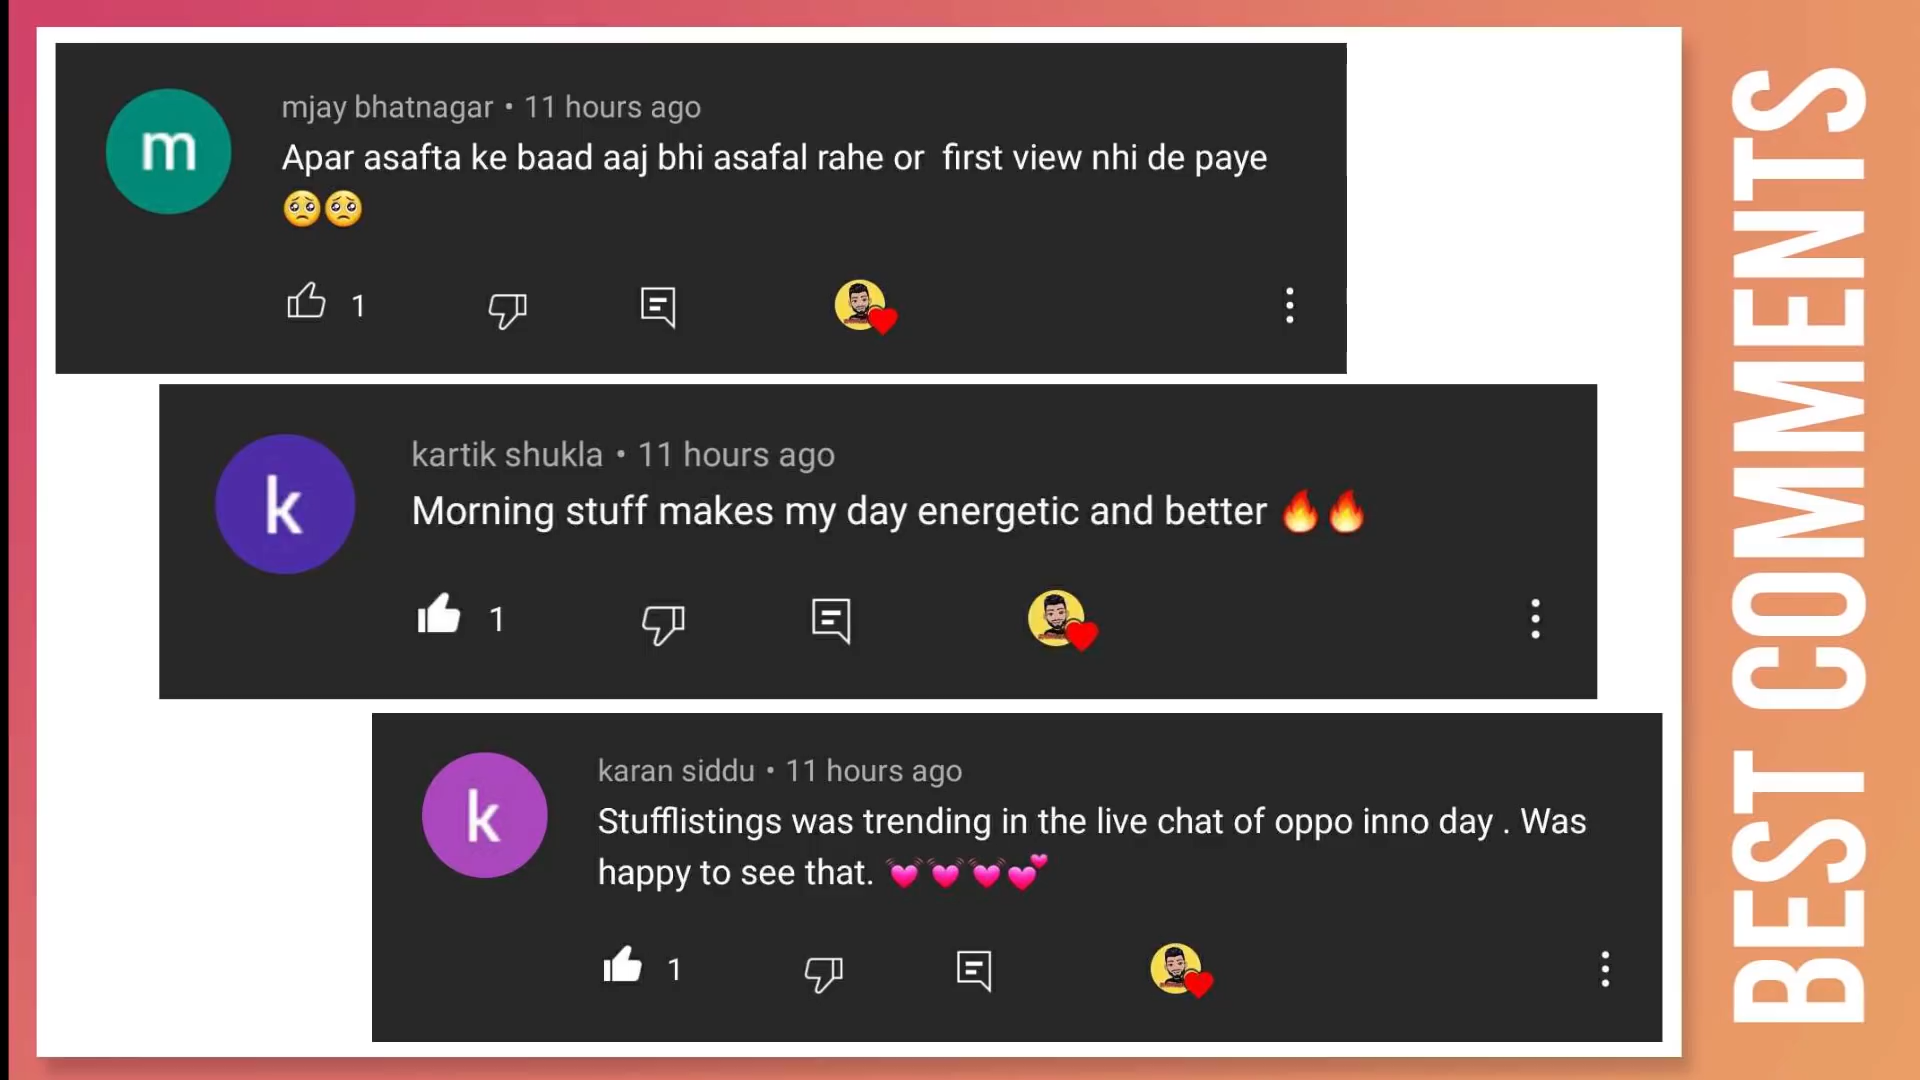 m
mjay bhatnagar • 11 hours ago
Apar asafta ke baad aaj bhi asafal rahe or first view nhi de paye
🥺🥺
1
k
kartik shukla • 11 hours ago
Morning stuff makes my day energetic and better 🔥🔥
1
k
karan siddu • 11 hours ago
Stufflistings was trending in the live chat of oppo inno day . Was
happy to see that. 💓💓💓💕
1
BEST COMMENTS